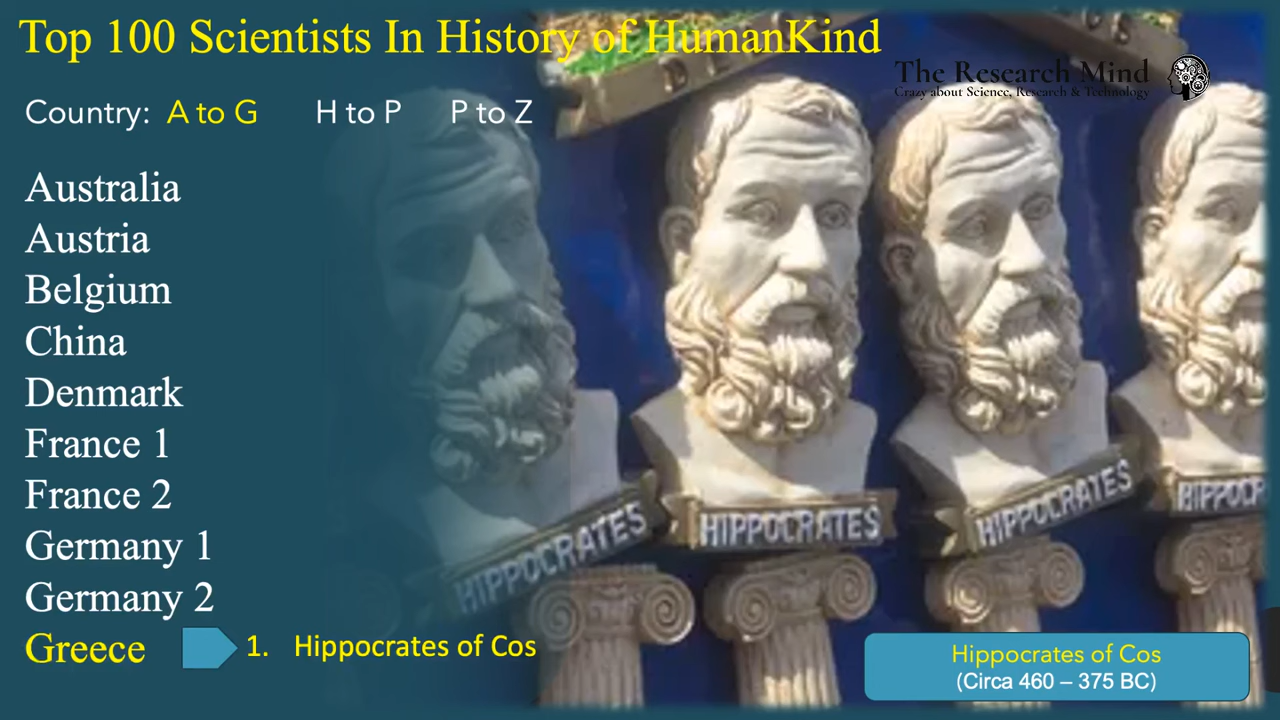 Top 100 Scientists In History of HumanKind
The Research Mind
Crazy about Science, Research & Technology
Country: A to G H to P P to Z
Australia
Austria
Belgium
China
Denmark
France 1
France 2
Germany 1
Germany 2
Greece 1. Hippocrates of Cos
HIPPOCRATES
HIPPOCRATES
HIPPOCRATES
HIPPOCR
Hippocrates of Cos
(Circa 460 – 375 BC)